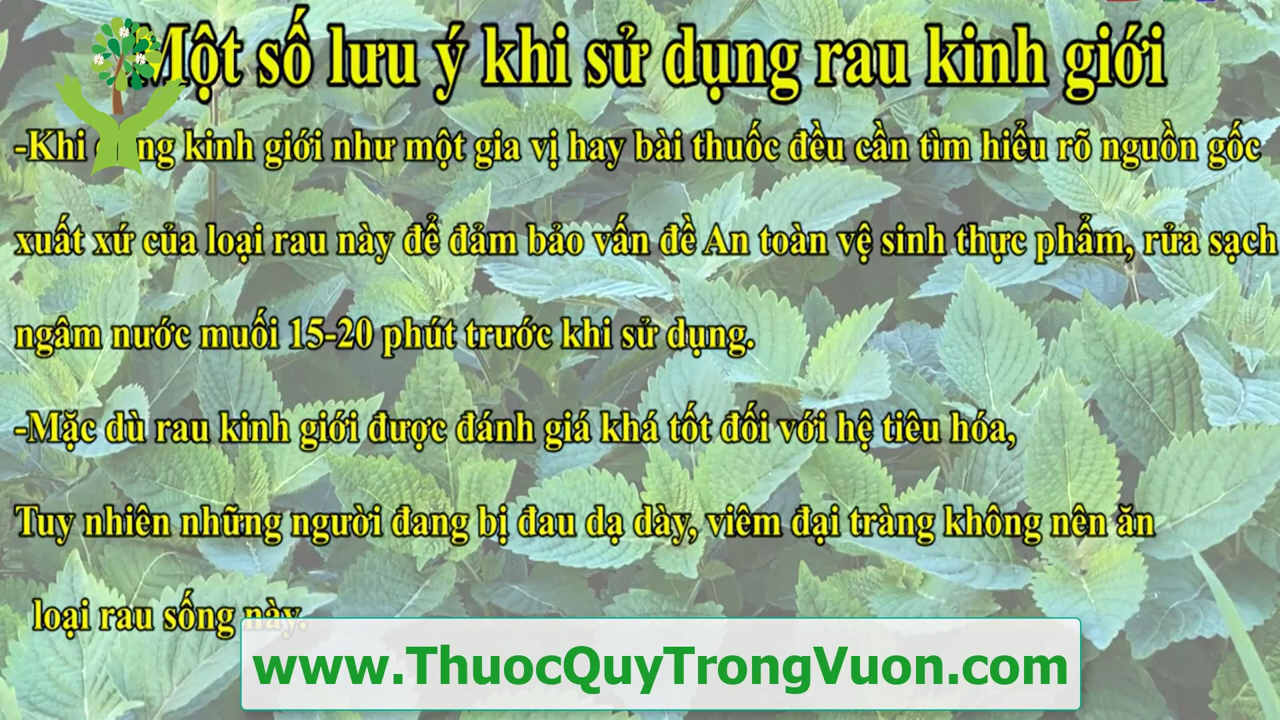 Một số lưu ý khi sử dụng rau kinh giới
-Khi kinh giới như một gia vị hay bài thuốc đều cần tìm hiểu rõ nguồn gốc
xuất xứ của loại rau này để đảm bảo vấn đề An toàn vệ sinh thực phẩm, rửa sạch
ngâm nước muối 15-20 phút trước khi sử dụng.
-Mặc dù rau kinh giới được đánh giá khá tốt đối với hệ tiêu hóa,
Tuy nhiên những người đang bị đau dạ dày, viêm đại tràng không nên ăn
loại rau sống này.
www.ThuocQuyTrongVuon.com